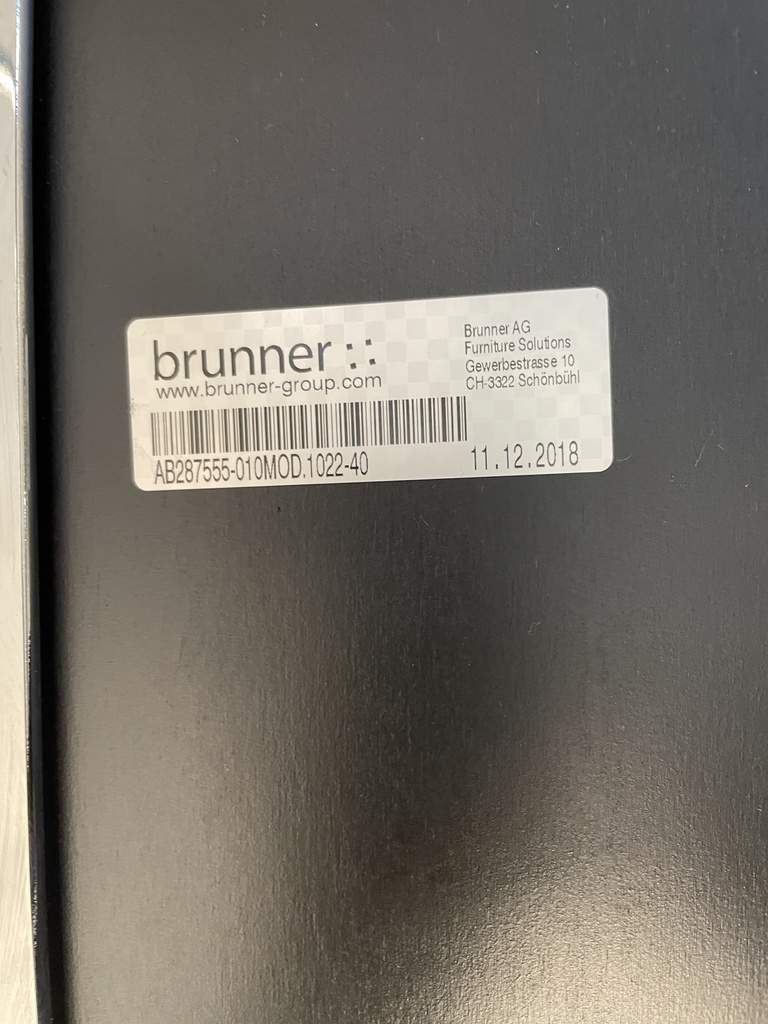 brunner
www.brunner-group.com
Brunner AG
Furniture Solutions
Gewerbestrasse 10
CH-3322 Schönbühl
AB287555-010MOD.1022-40
11.12.2018